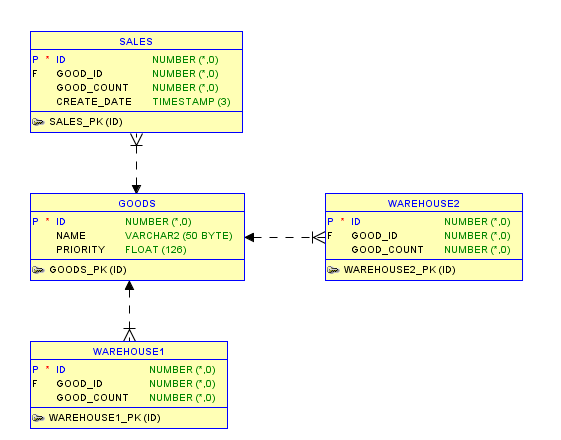 SALES
P * ID NUMBER (*,0)
F GOOD_ID NUMBER (*,0)
GOOD_COUNT NUMBER (*,0)
CREATE_DATE TIMESTAMP (3)
SALES_PK (ID)
GOODS
P * ID NUMBER (*,0)
NAME VARCHAR2 (50 BYTE)
PRIORITY FLOAT (126)
GOODS_PK (ID)
WAREHOUSE2
P * ID NUMBER (*,0)
F GOOD_ID NUMBER (*,0)
GOOD_COUNT NUMBER (*,0)
WAREHOUSE2_PK (ID)
WAREHOUSE1
P * ID NUMBER (*,0)
F GOOD_ID NUMBER (*,0)
GOOD_COUNT NUMBER (*,0)
WAREHOUSE1_PK (ID)